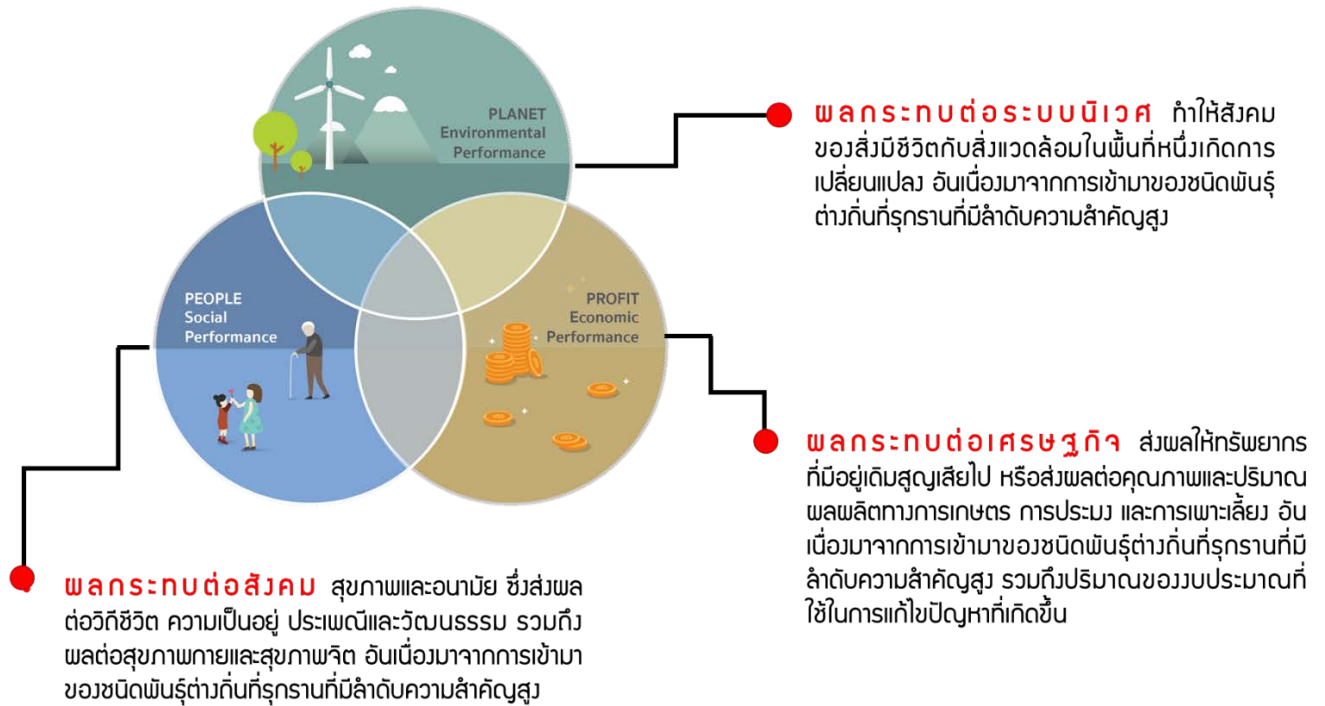 PLANET
Environmental
Performance
ผลกระทบต่อระบบนิเวศ ทำให้สังคม
ของสิ่งมีชีวิตกับสิ่งแวดล้อมในพื้นที่หนึ่งเกิดการ
เปลี่ยนแปลง อันเนื่องมาจากการเข้ามาของชนิดพันธุ์
ต่างถิ่นที่รุกรานที่มีลำดับความสำคัญสูง
PEOPLE
Social
Performance
PROFIT
Economic
Performance
ผลกระทบต่อเศรษฐกิจ ส่งผลให้ทรัพยากร
ที่มีอยู่เดิมสูญเสียไป หรือส่งผลต่อคุณภาพและปริมาณ
ผลผลิตทางการเกษตร การประมง และการเพาะเลี้ยง อัน
เนื่องมาจากการเข้ามาของชนิดพันธุ์ต่างถิ่นที่รุกรานที่มี
ลำดับความสำคัญสูง รวมถึงปริมาณของงบประมาณที่
ใช้ในการแก้ไขปัญหาที่เกิดขึ้น
ผลกระทบต่อสังคม สุขภาพและอนามัย ซึ่งส่งผล
ต่อวิถีชีวิต ความเป็นอยู่ ประเพณีและวัฒนธรรม รวมถึง
ผลต่อสุขภาพกายและสุขภาพจิต อันเนื่องมาจากการเข้ามา
ของชนิดพันธุ์ต่างถิ่นที่รุกรานที่มีลำดับความสำคัญสูง